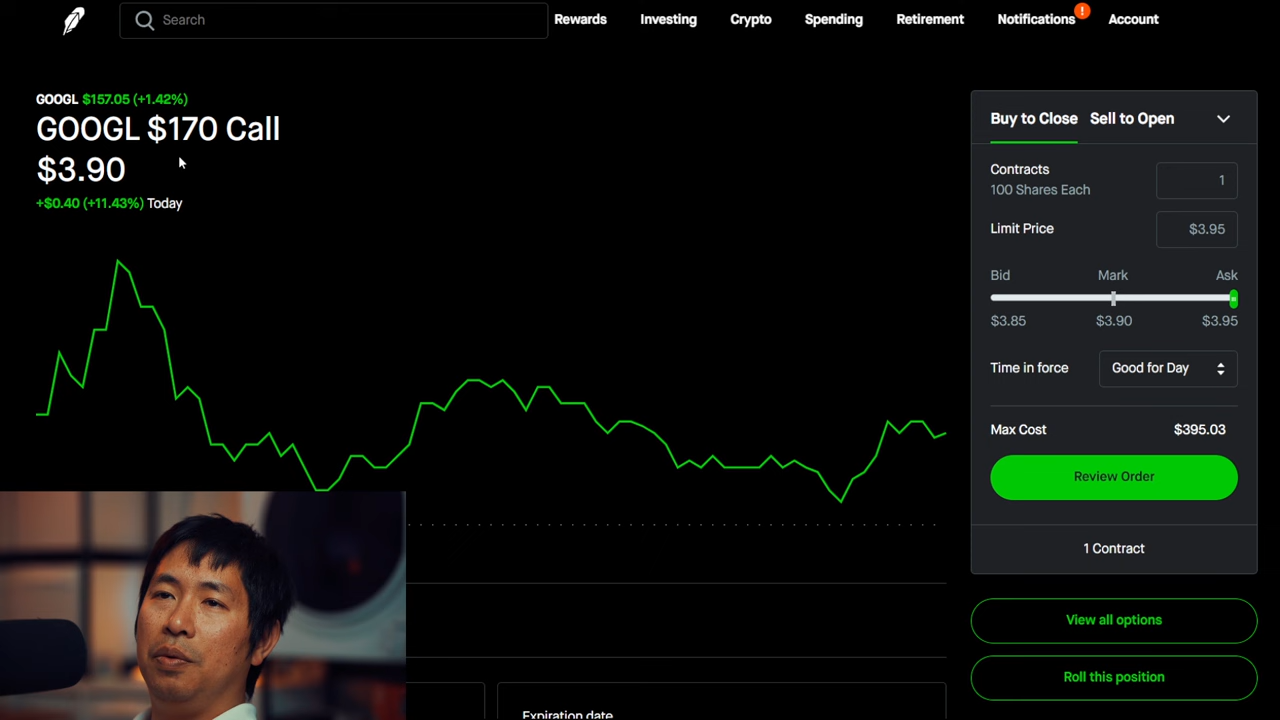 Search
Rewards
Investing
Crypto
Spending
Retirement
Notifications
!
Account
GOOGL $157.05 (+1.42%)
GOOGL $170 Call
$3.90
+$0.40 (+11.43%) Today
Buy to Close Sell to Open
Contracts
100 Shares Each
1
Limit Price
$3.95
Bid Mark Ask
$3.85 $3.90 $3.95
Time in force
Good for Day
Max Cost
$395.03
Review Order
1 Contract
View all options
Roll this position
Expiration date